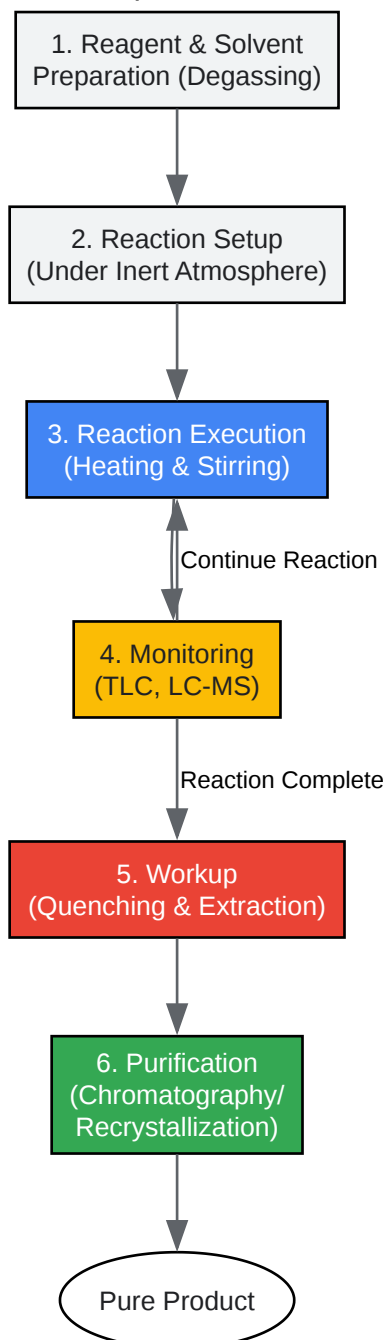 1. Reagent & Solvent
Preparation (Degassing)
2. Reaction Setup
(Under Inert Atmosphere)
3. Reaction Execution
(Heating & Stirring)
Continue Reaction
4. Monitoring
(TLC, LC-MS)
Reaction Complete
5. Workup
(Quenching & Extraction)
6. Purification
(Chromatography/
Recrystallization)
Pure Product